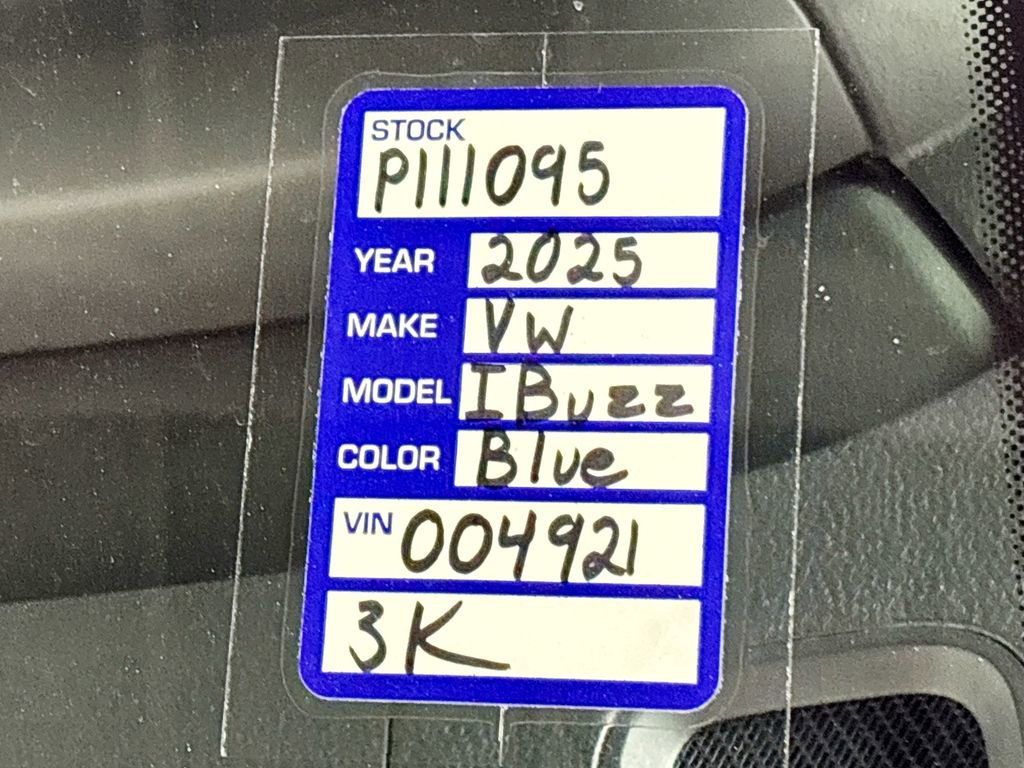 STOCK
P111095
YEAR 2025
MAKE VW
MODEL IBuzz
COLOR Blue
VIN 004921
3K